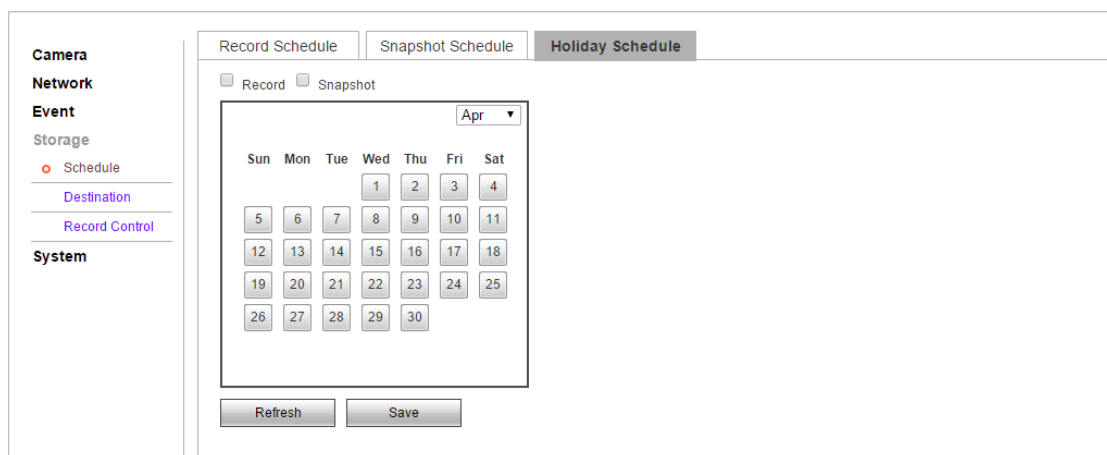 Camera
Network
Event
Storage
Schedule
Destination
Record Control
System
Record Schedule Snapshot Schedule Holiday Schedule
Record Snapshot
Apr
Sun Mon Tue Wed Thu Fri Sat
1 2 3 4
5 6 7 8 9 10 11
12 13 14 15 16 17 18
19 20 21 22 23 24 25
26 27 28 29 30
Refresh Save